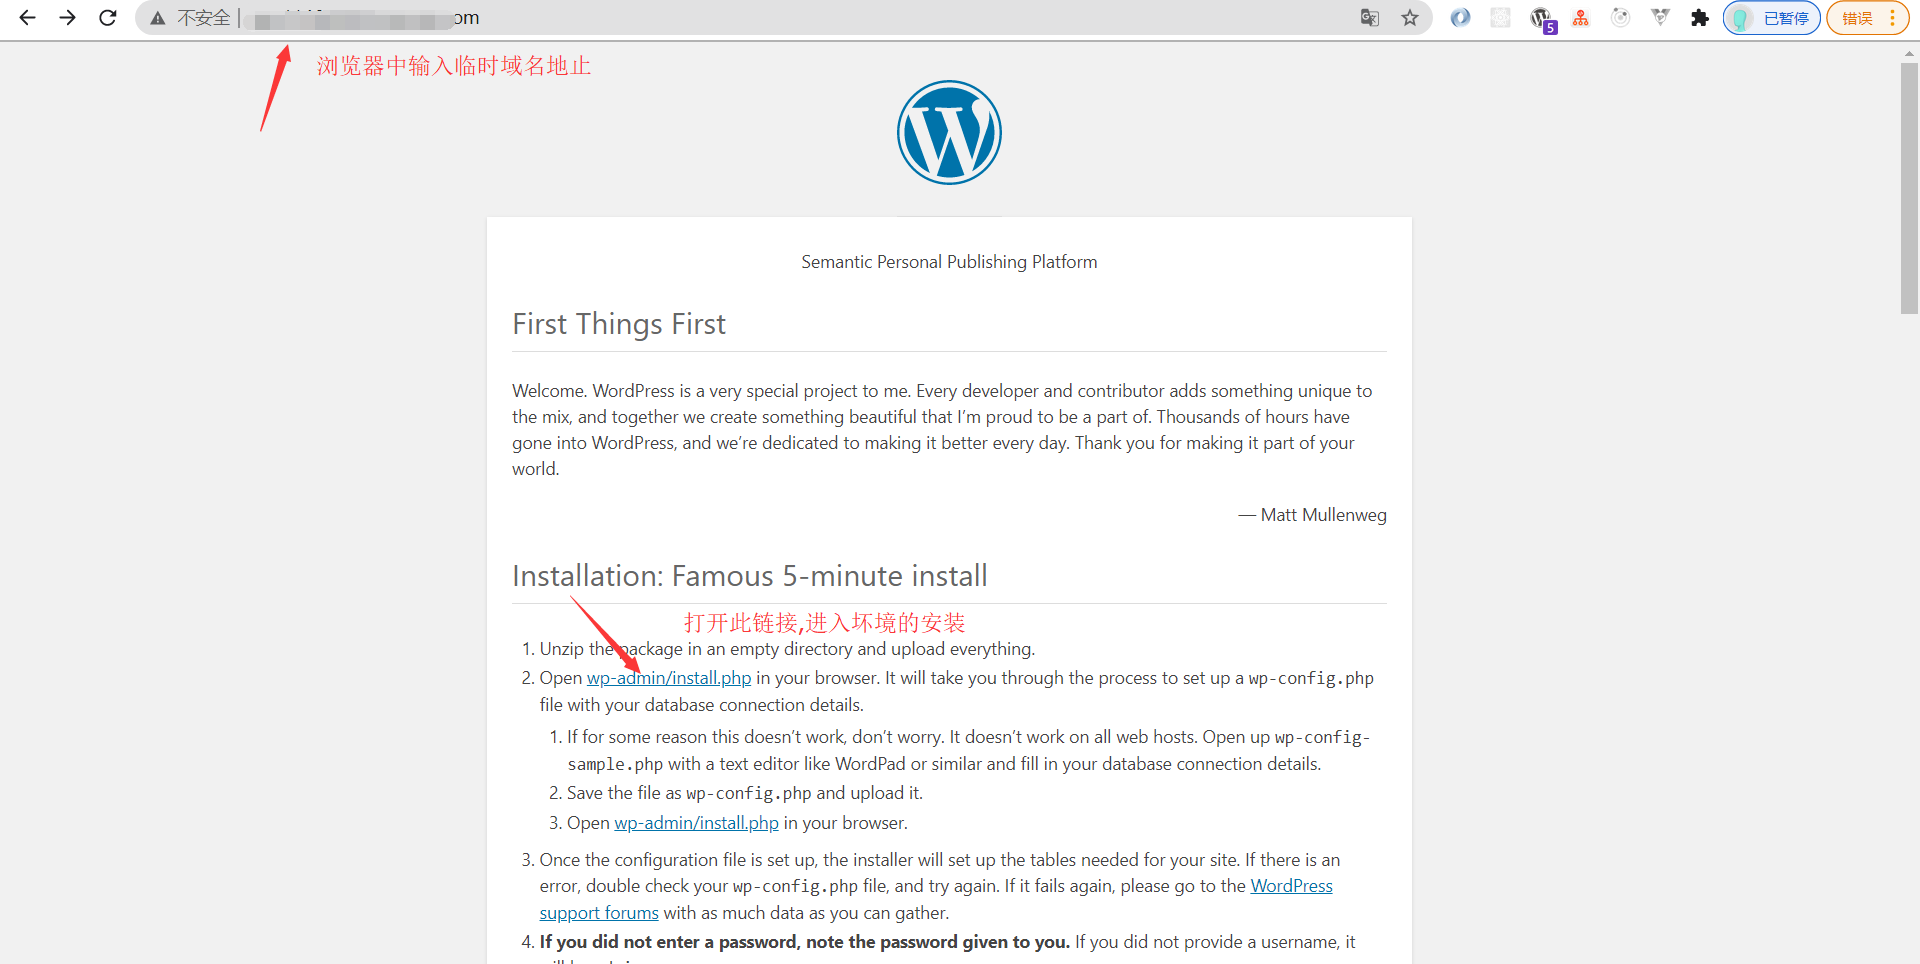 不安全 | om
5
已暂停
错误
浏览器中输入临时域名地止
Semantic Personal Publishing Platform
First Things First
Welcome. WordPress is a very special project to me. Every developer and contributor adds something unique to
the mix, and together we create something beautiful that I’m proud to be a part of. Thousands of hours have
gone into WordPress, and we’re dedicated to making it better every day. Thank you for making it part of your
world.
— Matt Mullenweg
Installation: Famous 5-minute install
打开此链接,进入坏境的安装
1. Unzip the package in an empty directory and upload everything.
2. Open wp-admin/install.php in your browser. It will take you through the process to set up a wp-config.php
file with your database connection details.
1. If for some reason this doesn’t work, don’t worry. It doesn’t work on all web hosts. Open up wp-config-
sample.php with a text editor like WordPad or similar and fill in your database connection details.
2. Save the file as wp-config.php and upload it.
3. Open wp-admin/install.php in your browser.
3. Once the configuration file is set up, the installer will set up the tables needed for your site. If there is an
error, double check your wp-config.php file, and try again. If it fails again, please go to the WordPress
support forums with as much data as you can gather.
4. If you did not enter a password, note the password given to you. If you did not provide a username, it